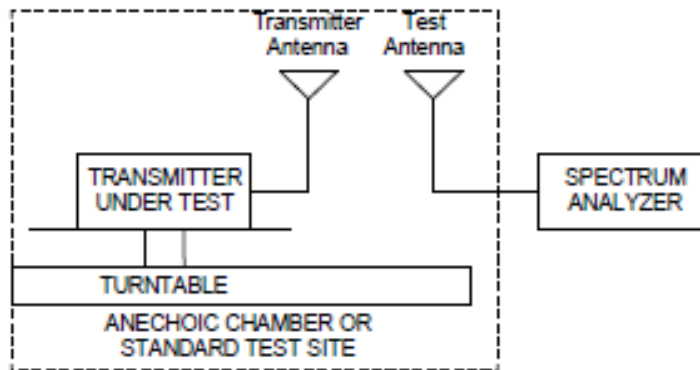 Transmitter
Antenna
Test
Antenna
TRANSMITTER
UNDER TEST
SPECTRUM
ANALYZER
TURNTABLE
ANECHOIC CHAMBER OR
STANDARD TEST SITE